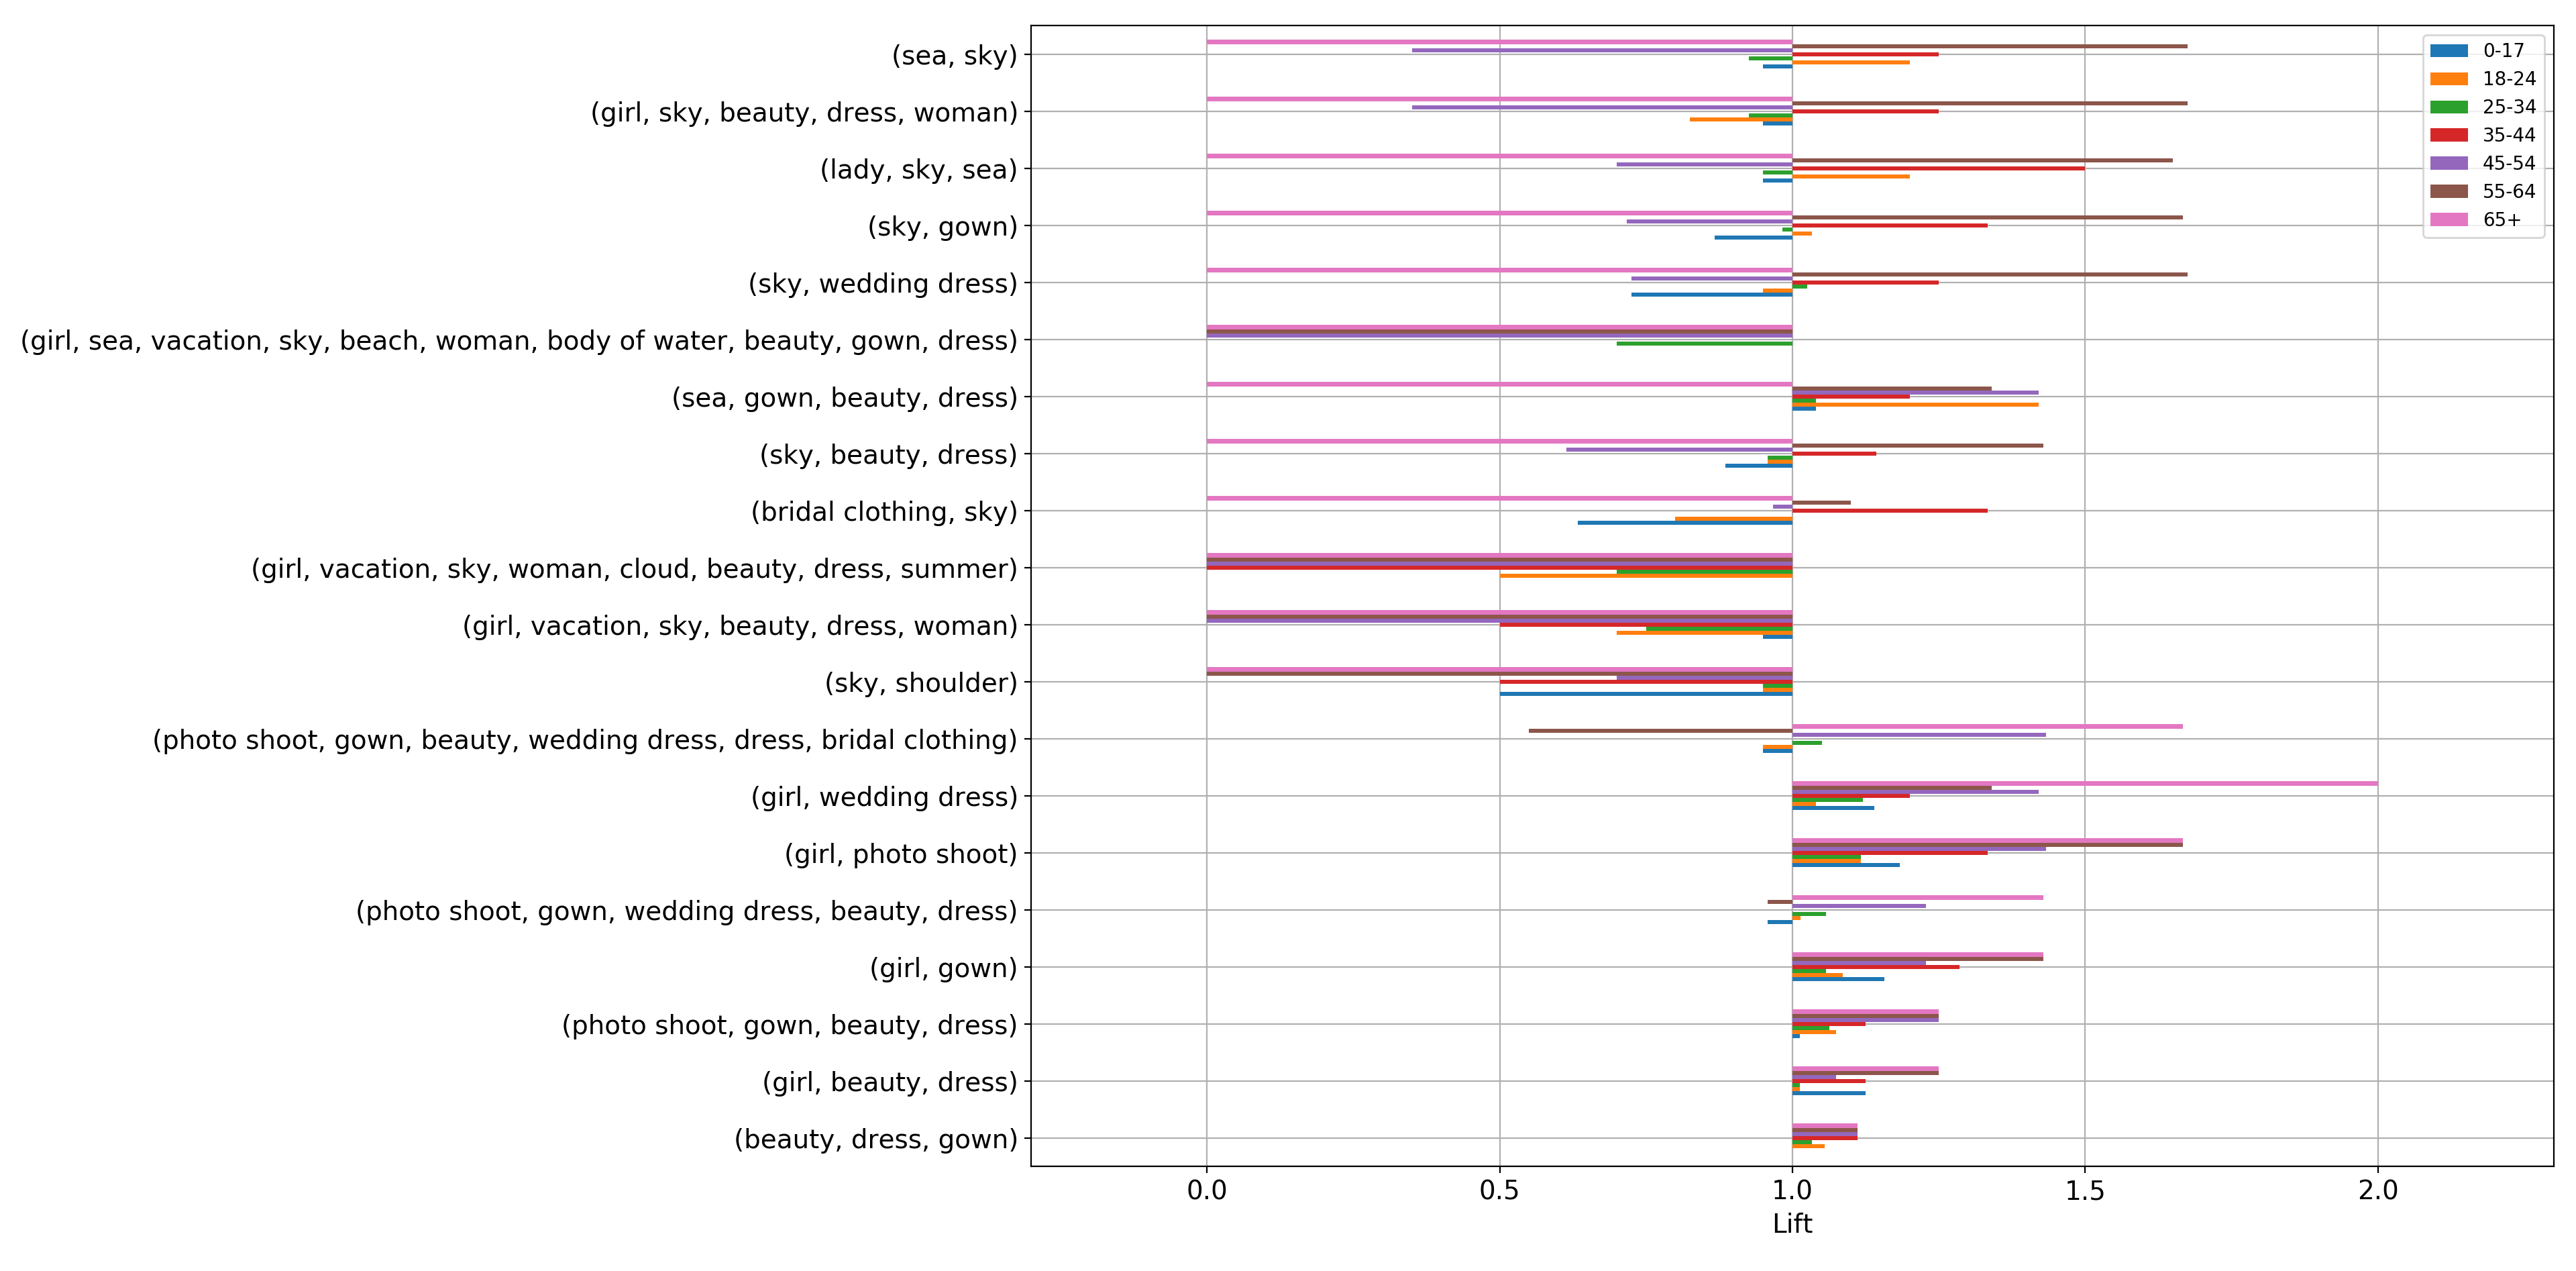 (sea, sky)
(girl, sky, beauty, dress, woman)
(lady, sky, sea)
(sky, gown)
(sky, wedding dress)
(girl, sea, vacation, sky, beach, woman, body of water, beauty, gown, dress)
(sea, gown, beauty, dress)
(sky, beauty, dress)
(bridal clothing, sky)
(girl, vacation, sky, woman, cloud, beauty, dress, summer)
(girl, vacation, sky, beauty, dress, woman)
(sky, shoulder)
(photo shoot, gown, beauty, wedding dress, dress, bridal clothing)
(girl, wedding dress)
(girl, photo shoot)
(photo shoot, gown, wedding dress, beauty, dress)
(girl, gown)
(photo shoot, gown, beauty, dress)
(girl, beauty, dress)
(beauty, dress, gown)
0-17
18-24
25-34
35-44
45-54
55-64
65+
0.0 0.5 1.0 1.5 2.0
Lift